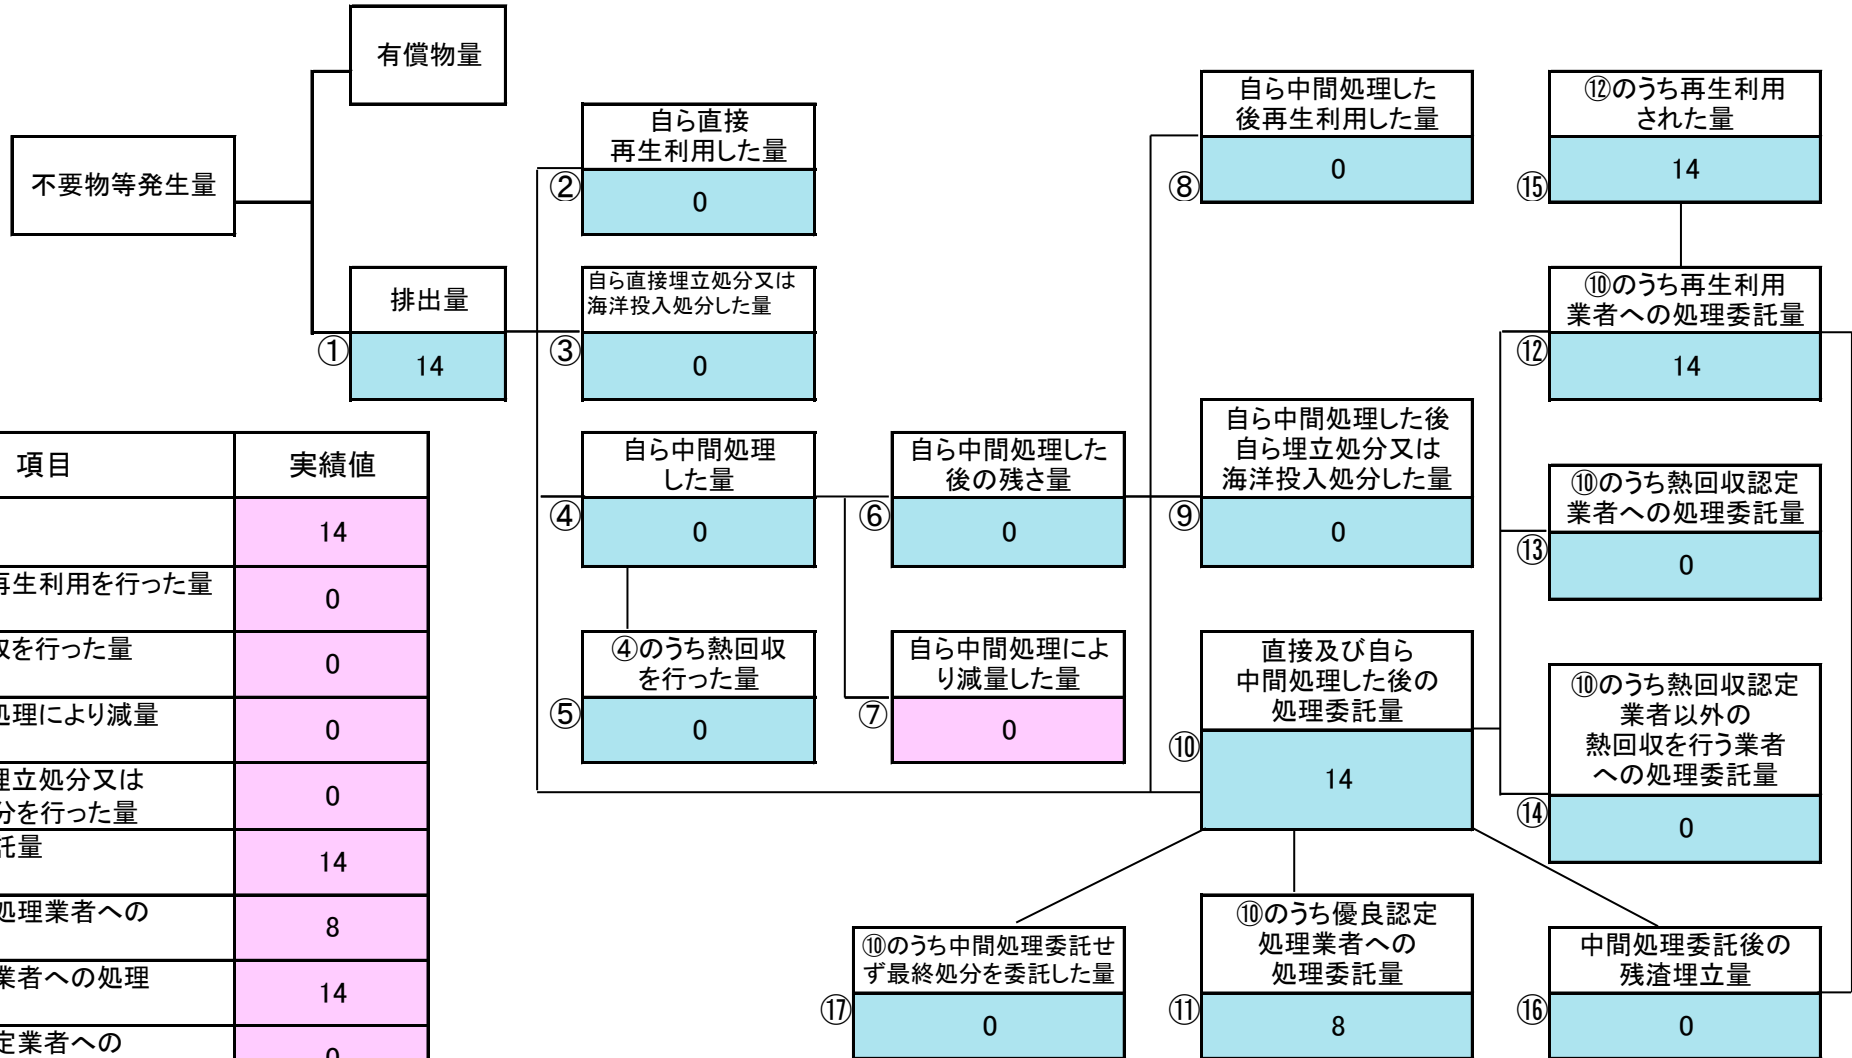 有償物量
不要物等発生量
排出量
①
14
自ら直接
再生利用した量
②
0
自ら直接埋立処分又は
海洋投入処分した量
③
0
自ら中間処理
した量
④
0
④のうち熱回収
を行った量
⑤
0
自ら中間処理した
後の残さ量
⑥
0
自ら中間処理によ
り減量した量
⑦
0
自ら中間処理した
後再生利用した量
⑧
0
自ら中間処理した後
自ら埋立処分又は
海洋投入処分した量
⑨
0
直接及び自ら
中間処理した後の
処理委託量
⑩
14
⑫のうち再生利用
された量
⑮
14
⑩のうち再生利用
業者への処理委託量
⑫
14
⑩のうち熱回収認定
業者への処理委託量
⑬
0
⑩のうち熱回収認定
業者以外の
熱回収を行う業者
への処理委託量
⑭
0
⑩のうち中間処理委託せ
ず最終処分を委託した量
⑰
0
⑩のうち優良認定
処理業者への
処理委託量
⑪
8
中間処理委託後の
残渣埋立量
⑯
0
項目 実績値
14
再生利用を行った量
0
を行った量
0
処理により減量
0
埋立処分又は
分を行った量
0
託量
14
処理業者への
8
業者への処理
14
定業者への
0